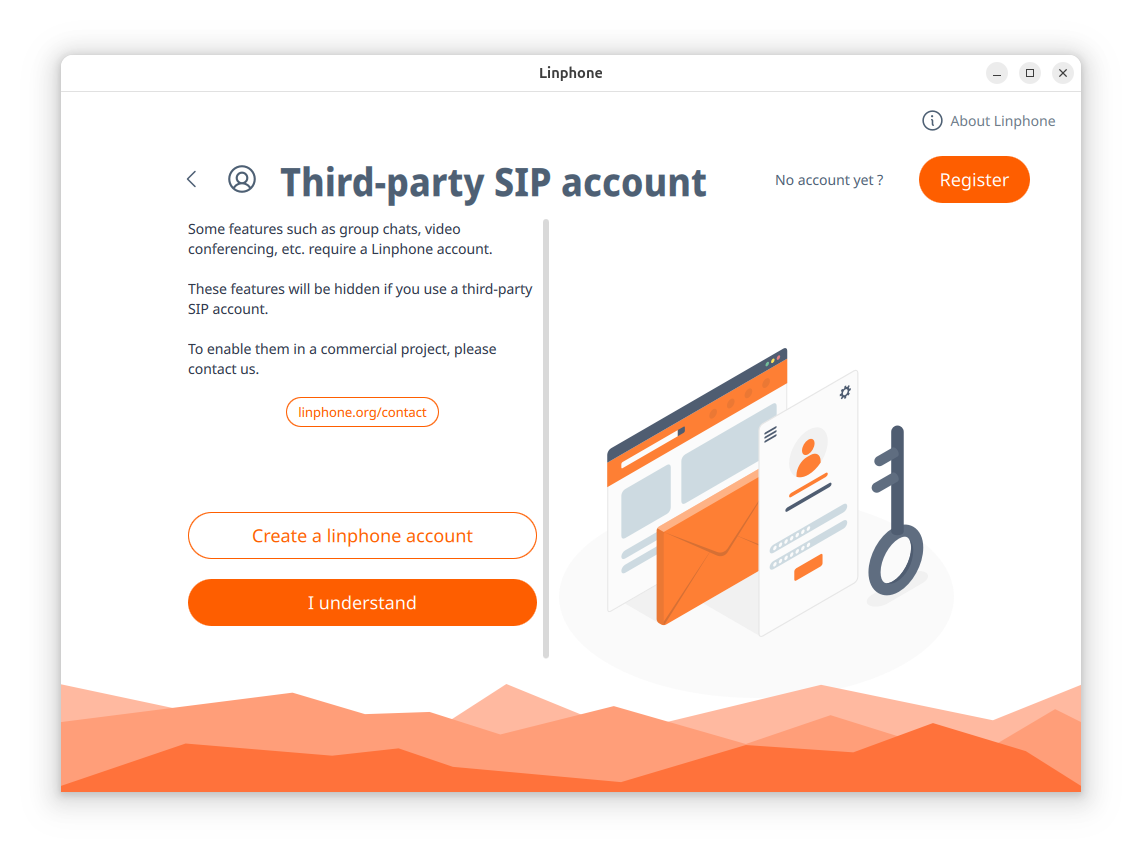 Linphone
About Linphone
Third-party SIP account
No account yet ?
Register
Some features such as group chats, video
conferencing, etc. require a Linphone account.
These features will be hidden if you use a third-party
SIP account.
To enable them in a commercial project, please
contact us.
linphone.org/contact
Create a linphone account
I understand